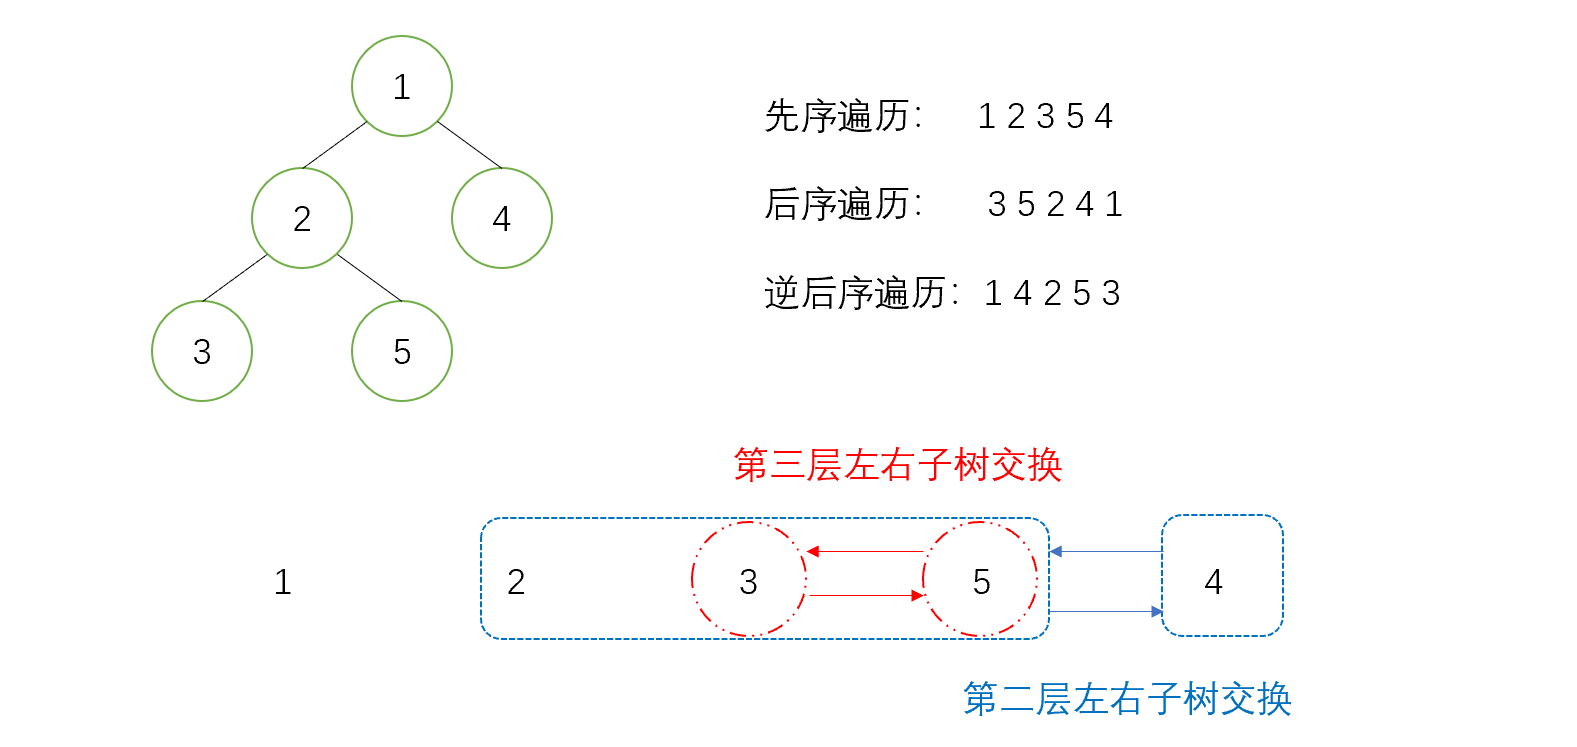 1
2 4
3 5
先序遍历： 1 2 3 5 4
后序遍历： 3 5 2 4 1
逆后序遍历：1 4 2 5 3
第三层左右子树交换
1 2 3 5 4
第二层左右子树交换